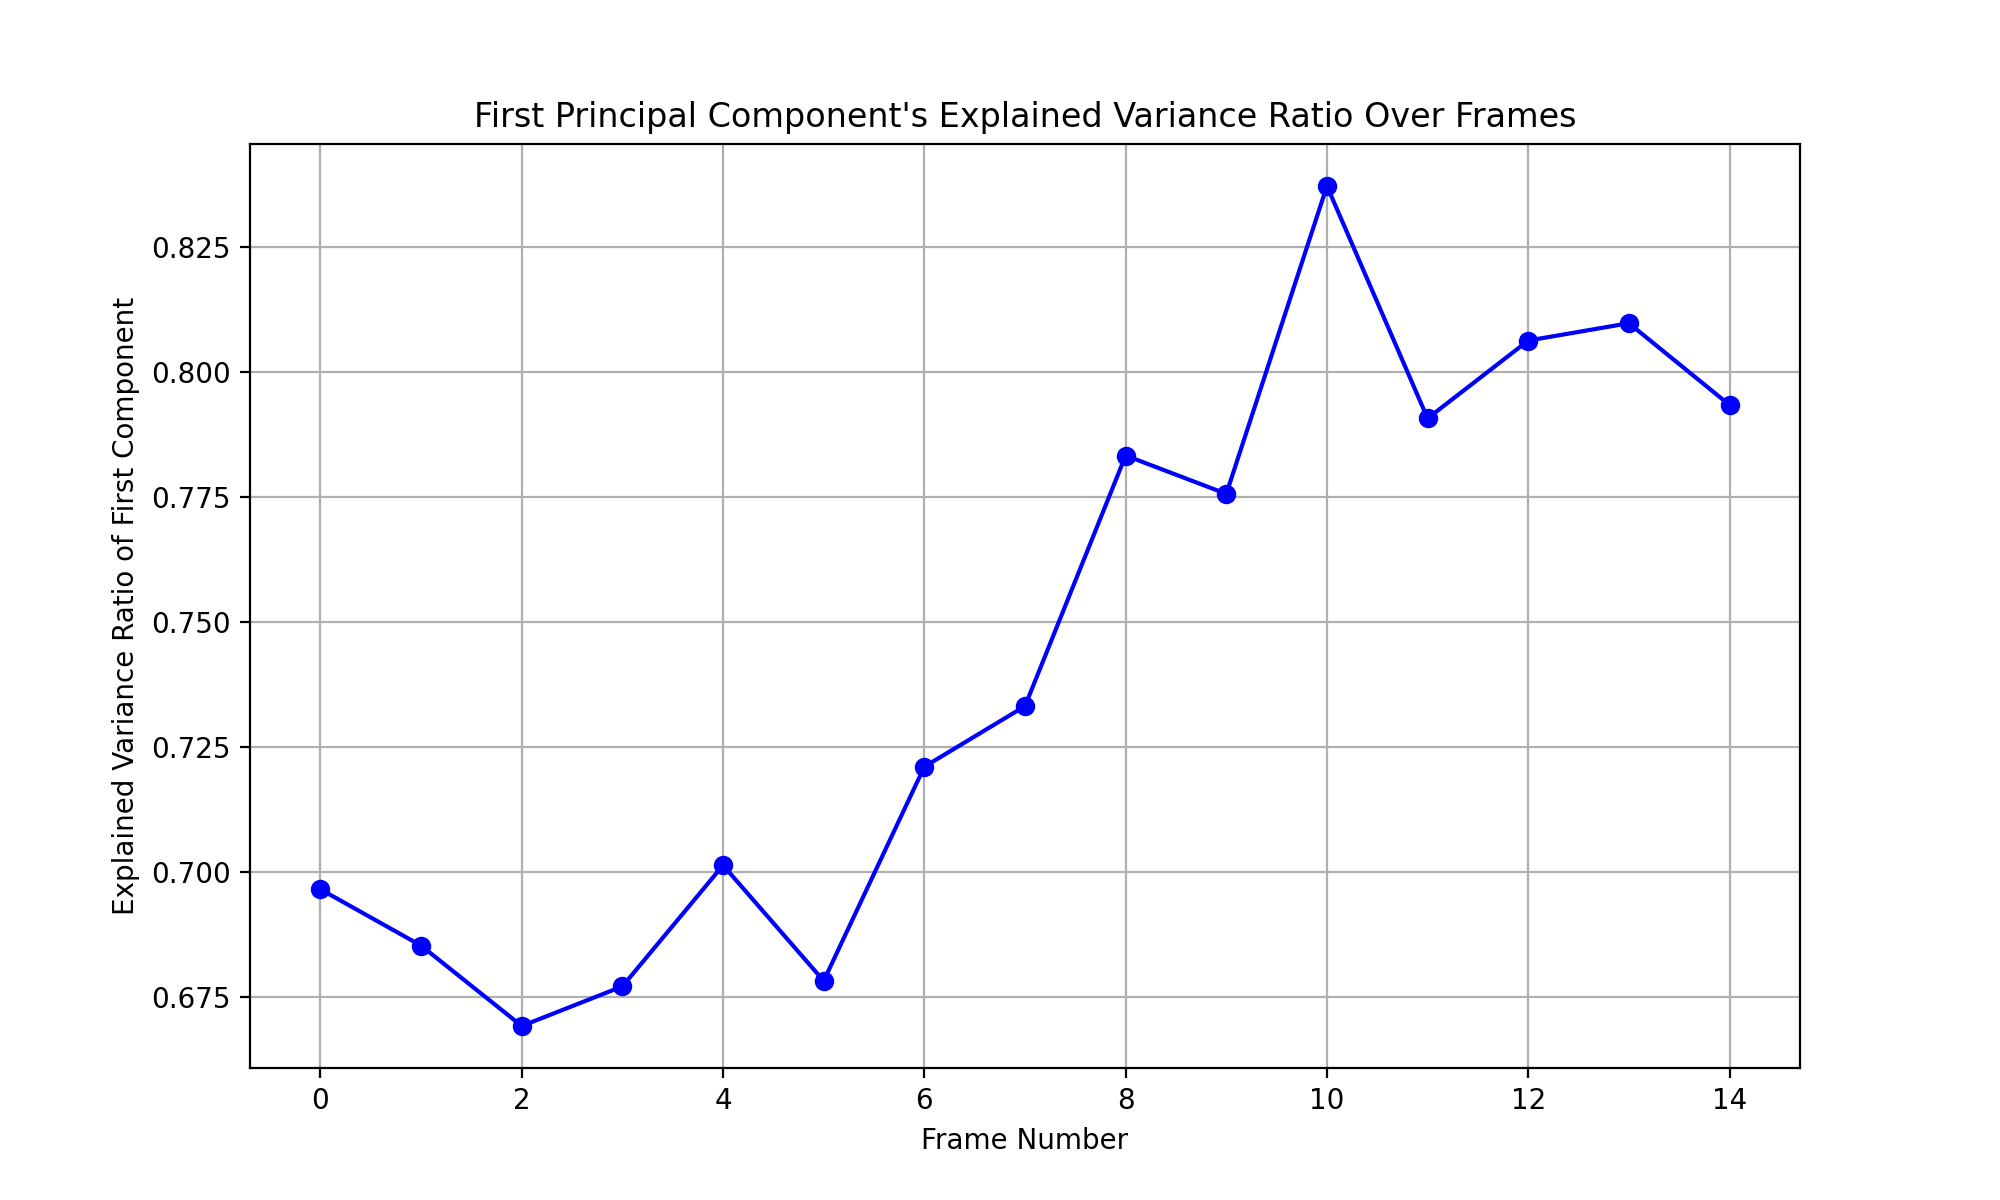 First Principal Component's Explained Variance Ratio Over Frames
Explained Variance Ratio of First Component
0.825
0.800
0.775
0.750
0.725
0.700
0.675
0 2 4 6 8 10 12 14
Frame Number